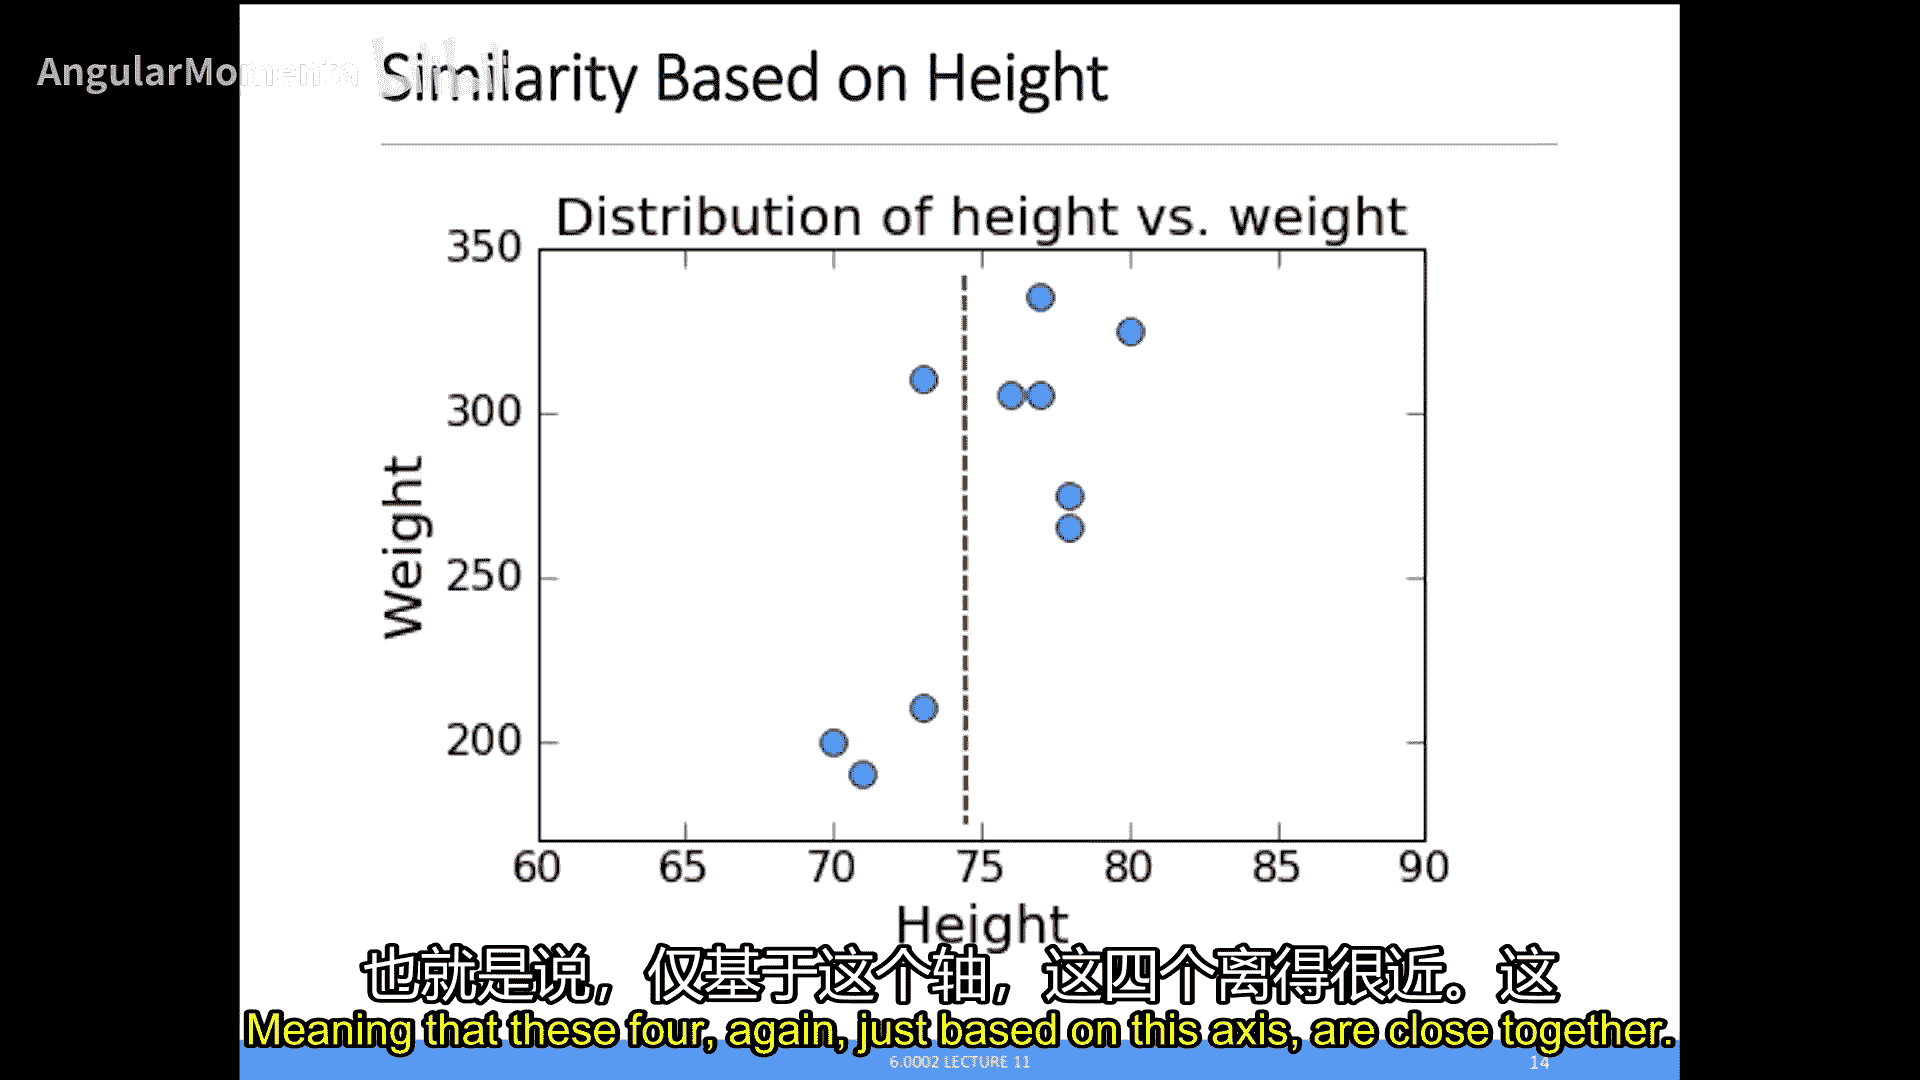 AngularMomenta
Similarity Based on Height
Distribution of height vs. weight
350
300
250
200
Weight
60 65 70 75 80 85 90
Height
也就是说，仅基于这个轴，这四个离得很近。这
Meaning that these four, again, just based on this axis, are close together.
6.0002 LECTURE 11
14